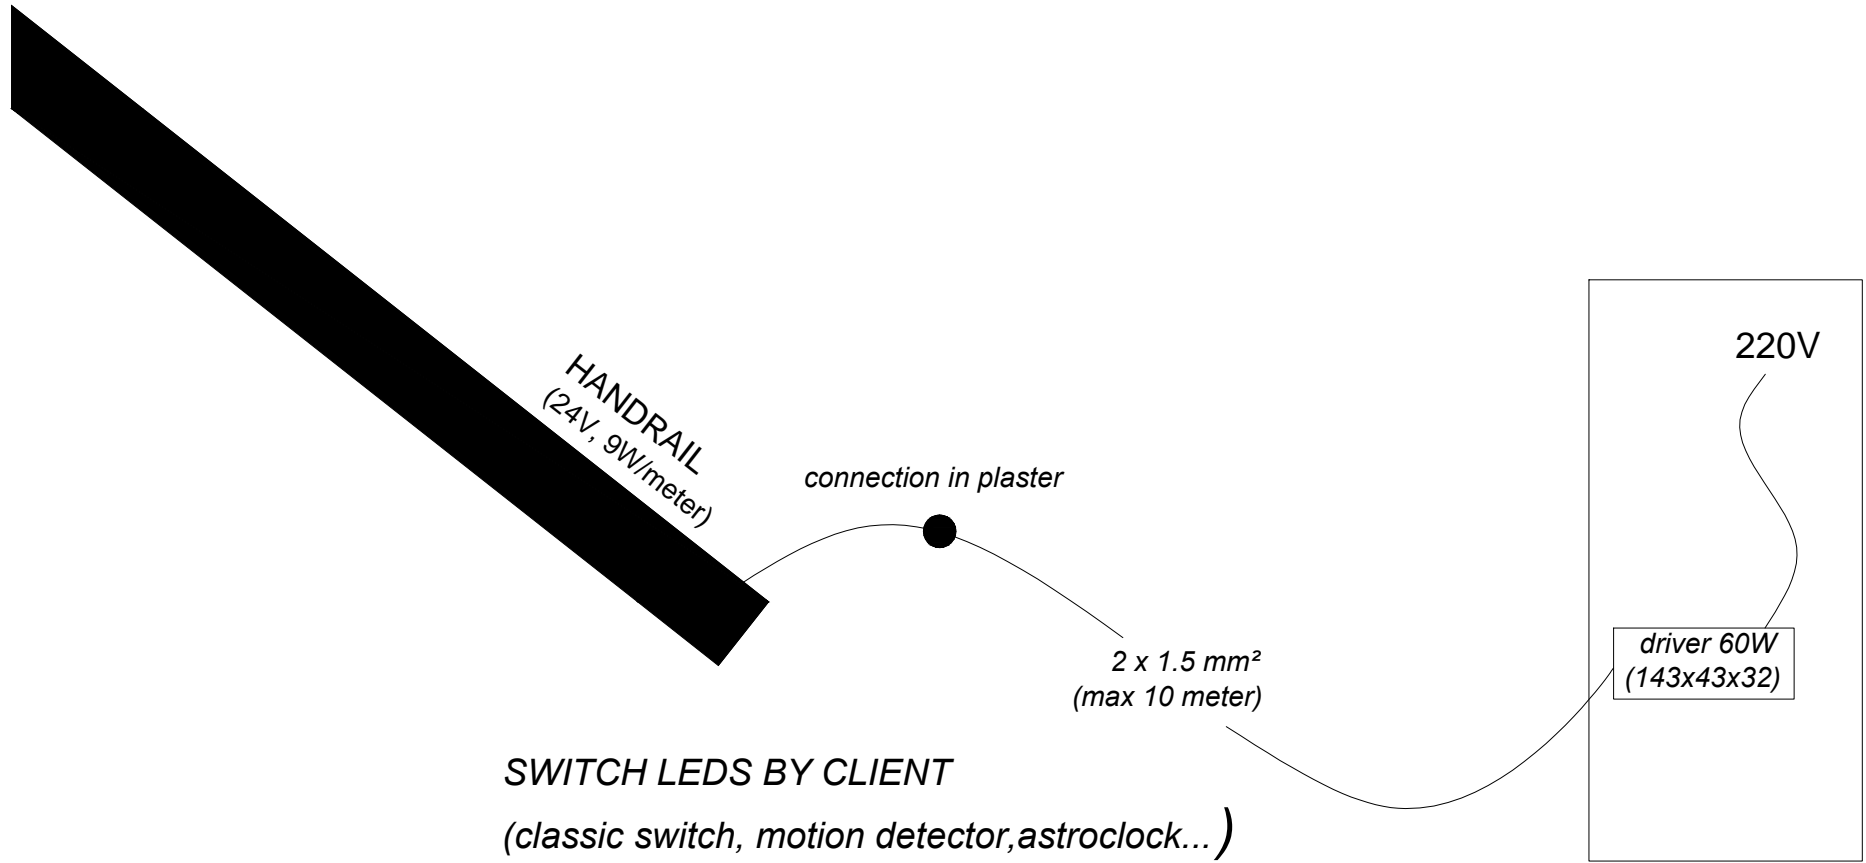 HANDRAIL
(24V, 9W/meter)
connection in plaster
220V
driver 60W
(143x43x32)
2 x 1.5 mm²
(max 10 meter)
SWITCH LEDS BY CLIENT
(classic switch, motion detector,astroclock...)